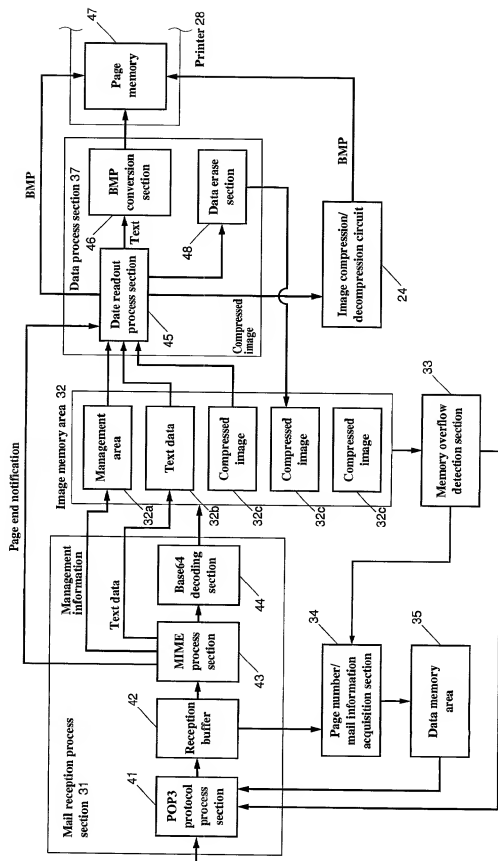 Mail reception process
section 31
41
POP3
protocol
process
section
42
Reception
buffer
MIME
process
section
43
Base64
decoding
section
44
Page end notification
Management
information
Text data
Image memory area 32
Management
area
32a
Text data
32b
Compressed
image
32c
Compressed
image
32c
Compressed
image
32c
BMP
Data process section 37
Date readout
process section
45
Text
46
BMP
conversion
section
48
Data erase
section
Compressed
image
Page
memory
47
Printer 28
BMP
Image compression/
decompression circuit
24
33
Memory overflow
detection section
34
Page number/
mail information
acquisition section
35
Data memory
area